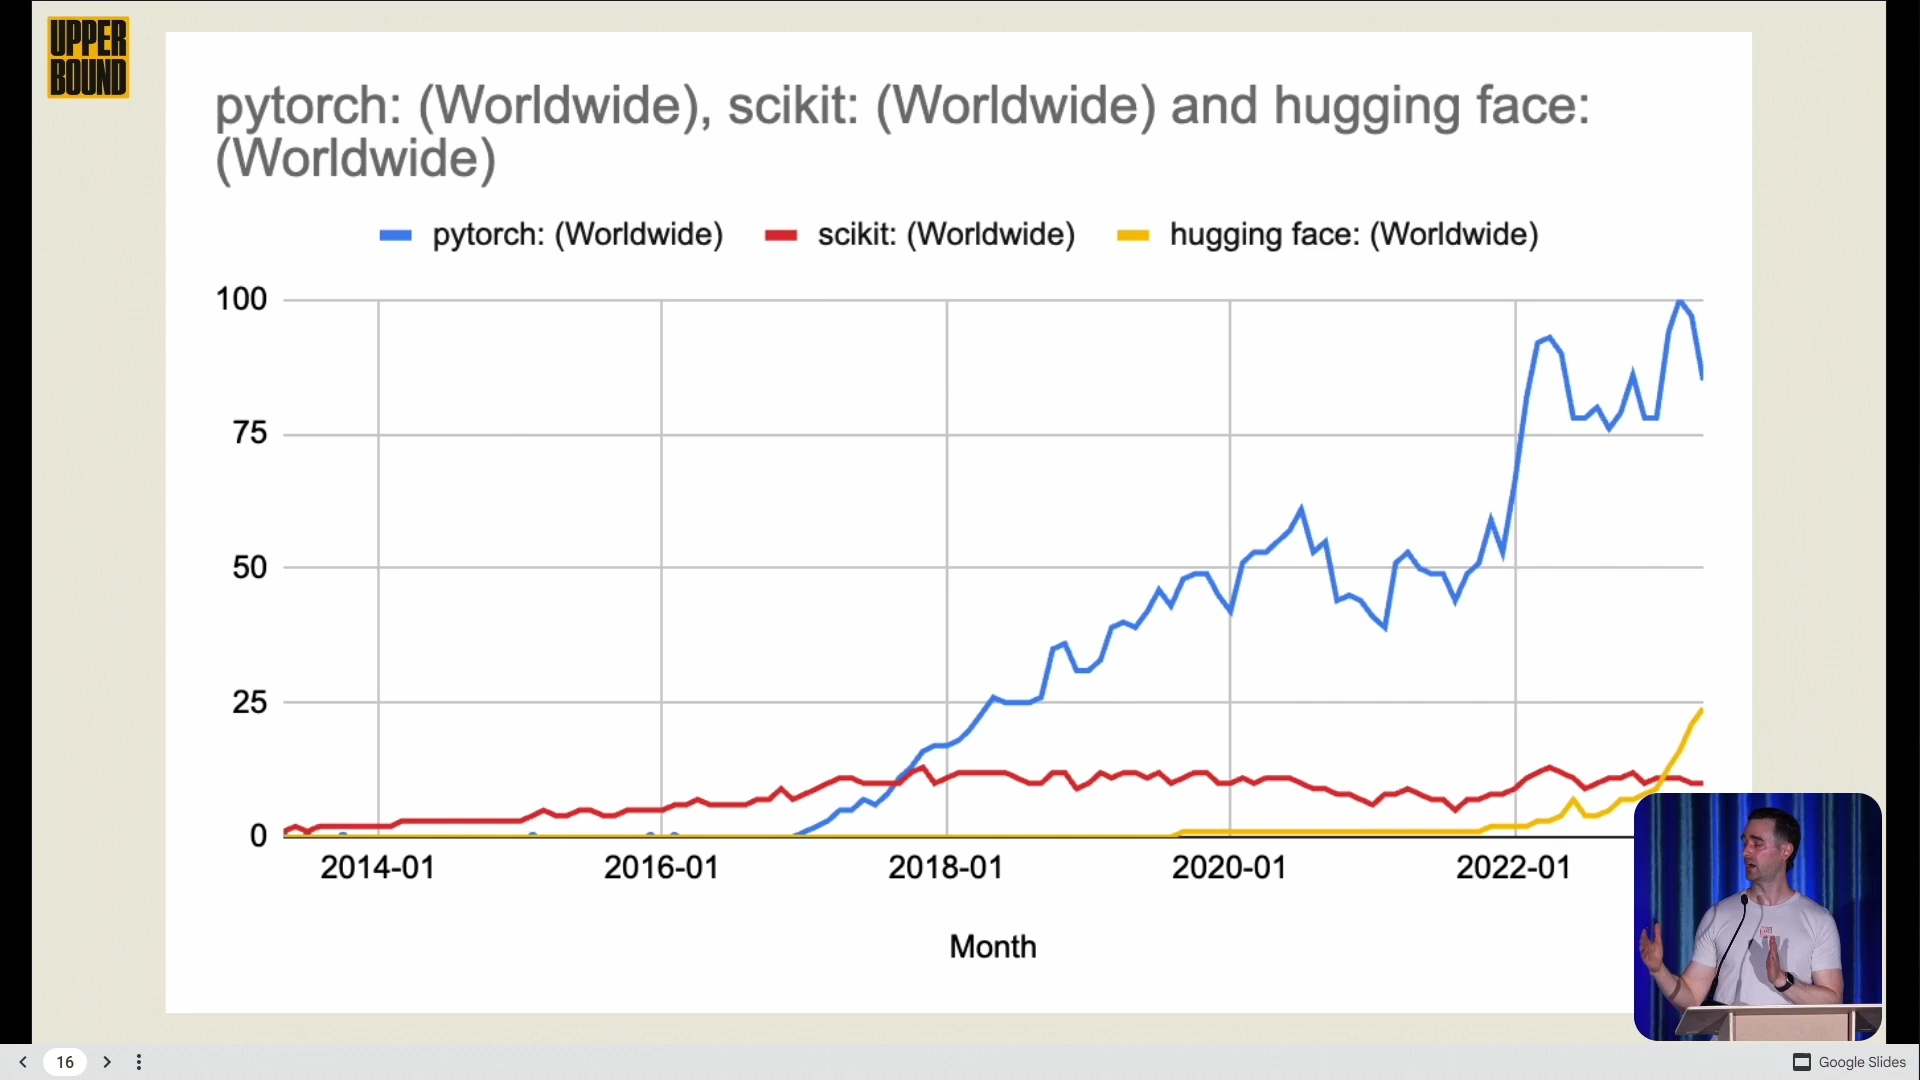 UPPER
BOUND
pytorch: (Worldwide), scikit: (Worldwide) and hugging face:
(Worldwide)
pytorch: (Worldwide) scikit: (Worldwide) hugging face: (Worldwide)
100
75
50
25
0
2014-01 2016-01 2018-01 2020-01 2022-01
Month
16
Google Slides